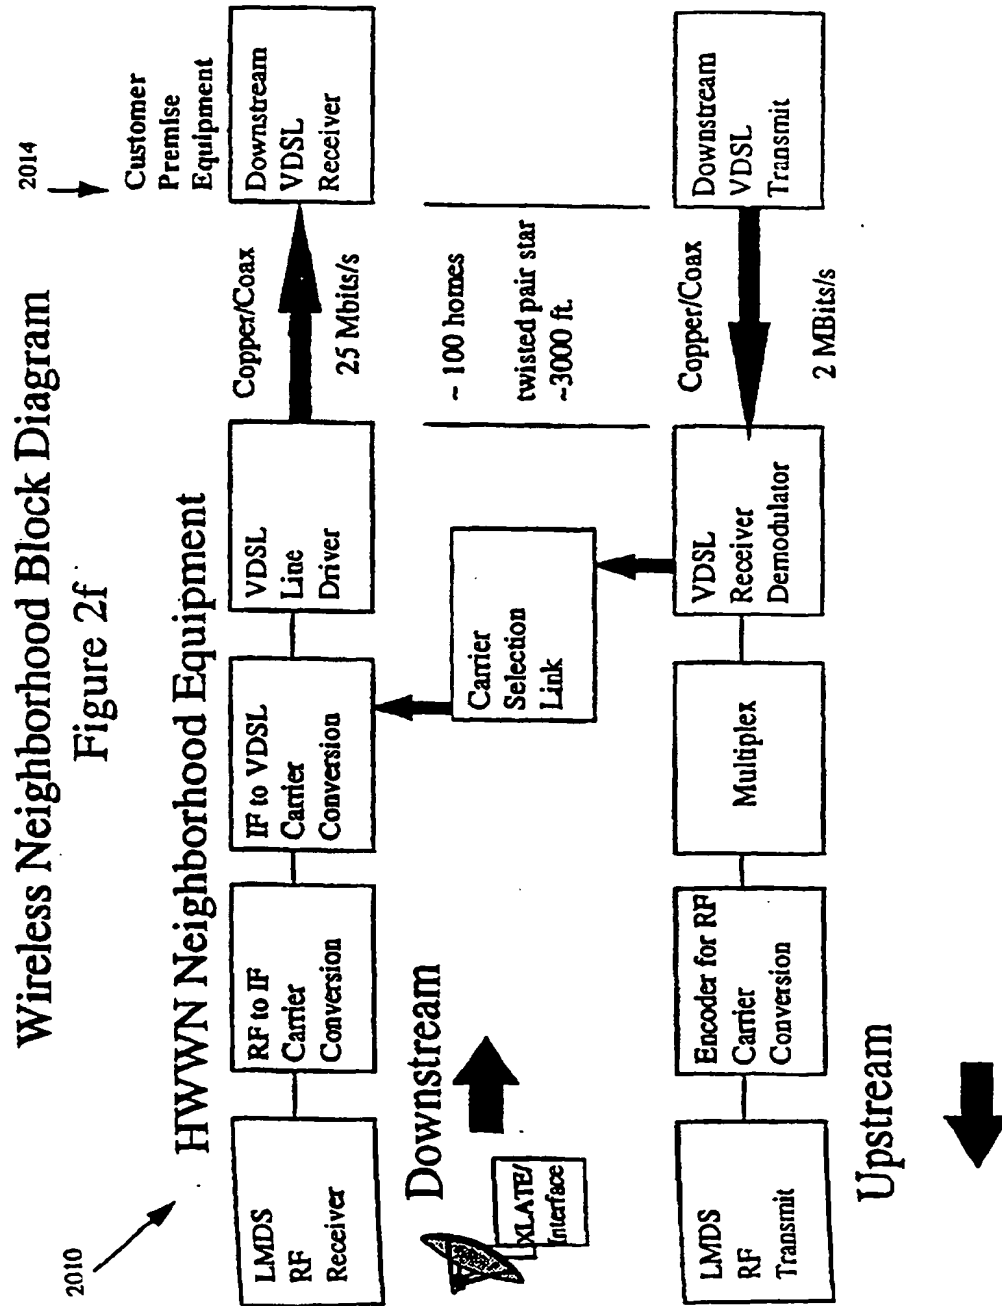 Wireless Neighborhood Block Diagram
Figure 2f
2010
HWWN Neighborhood Equipment
2014
Customer
Premise
Equipment
LMDS
RF
Receiver
RF to IF
Carrier
Conversion
IF to VDSL
Carrier
Conversion
VDSL
Line
Driver
Copper/Coax
25 Mbits/s
Downstream
VDSL
Receiver
Downstream
XLATE/
Interface
Carrier
Selection
Link
~ 100 homes
twisted pair star
~3000 ft.
LMDS
RF
Transmit
Encoder for RF
Carrier
Conversion
Multiplex
VDSL
Receiver
Demodulator
Copper/Coax
2 MBits/s
Downstream
VDSL
Transmit
Upstream